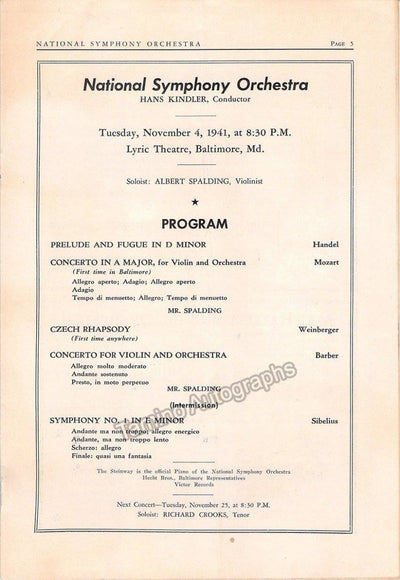 NATIONAL SYMPHONY ORCHESTRA PAGE 5
National Symphony Orchestra
HANS KINDLER, Conductor
Tuesday, November 4, 1941, at 8:30 P.M.
Lyric Theatre, Baltimore, Md.
Soloist: ALBERT SPALDING, Violinist
★
PROGRAM
PRELUDE AND FUGUE IN D MINOR Handel
CONCERTO IN A MAJOR, for Violin and Orchestra Mozart
(First time in Baltimore)
Allegro aperto; Adagio; Allegro aperto
Adagio
Tempo di menuetto; Allegro; Tempo di menuetto
MR. SPALDING
CZECH RHAPSODY Weinberger
(First time anywhere)
CONCERTO FOR VIOLIN AND ORCHESTRA Barber
Allegro molto moderato
Andante sostenuto
Presto, in moto perpetuo
MR. SPALDING
(Intermission)
SYMPHONY NO. 1 IN E MINOR Sibelius
Andante ma non troppo; allegro energico
Andante, ma non troppo lento
Scherzo: allegro
Finale: quasi una fantasia
The Steinway is the official Piano of the National Symphony Orchestra
Hecht Bros., Baltimore Representatives
Victor Records
Next Concert—Tuesday, November 25, at 8:30 P.M.
Soloist: RICHARD CROOKS, Tenor
Tamino Autographs